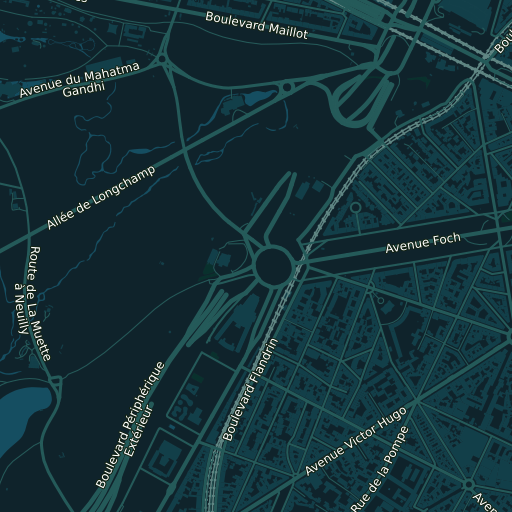 Boulevard Maillot
Avenue du Mahatma
Gandhi
Allée de Longchamp
Avenue Foch
Route de La Muette
à Neuilly
Boulevard Flandrin
Boulevard Périphérique
Extérieur
Avenue Victor Hugo
Rue de la Pompe